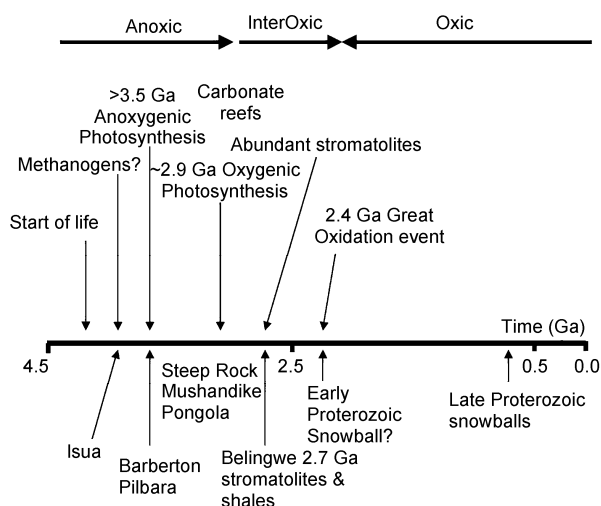 Anoxic
InterOxic
Oxic
>3.5 Ga
Anoxygenic
Photosynthesis
Carbonate
reefs
Abundant stromatolites
Methanogens?
~2.9 Ga Oxygenic
Photosynthesis
Start of life
2.4 Ga Great
Oxidation event
Time (Ga)
4.5
2.5
0.5
0.0
Steep Rock
Mushandike
Pongola
Early
Proterozoic
Snowball?
Late Proterozoic
snowballs
Isua
Barberton
Pilbara
Belingwe 2.7 Ga
stromatolites &
shales